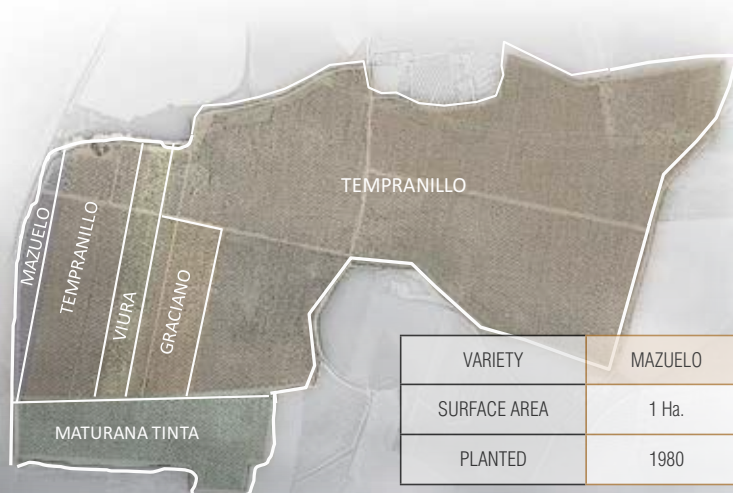 TEMPRANILLO
MAZUELO
TEMPRANILLO
VIURA
GRACIANO
MATURANA TINTA
VARIETY MAZUELO
SURFACE AREA 1 Ha.
PLANTED 1980